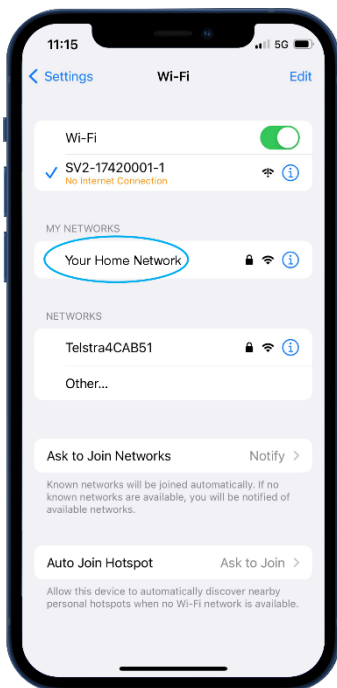 11:15 5G
Settings Wi-Fi Edit
Wi-Fi
SV2-17420001-1
No Internet Connection
MY NETWORKS
Your Home Network
NETWORKS
Telstra4CAB51
Other...
Ask to Join Networks Notify
Known networks will be joined automatically. If no
known networks are available, you will be notified of
available networks.
Auto Join Hotspot Ask to Join
Allow this device to automatically discover nearby
personal hotspots when no Wi-Fi network is available.